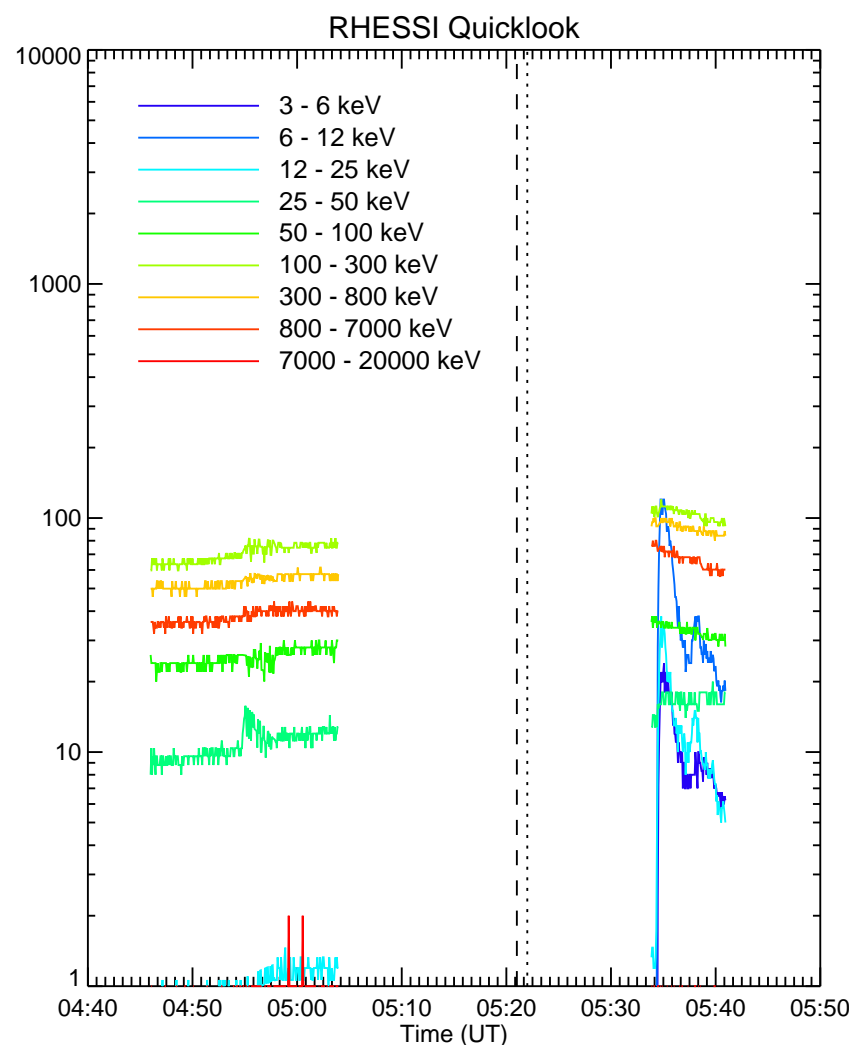 RHESSI Quicklook
10000
1000
100
10
1
3 - 6 keV
6 - 12 keV
12 - 25 keV
25 - 50 keV
50 - 100 keV
100 - 300 keV
300 - 800 keV
800 - 7000 keV
7000 - 20000 keV
04:40 04:50 05:00 05:10 05:20 05:30 05:40 05:50
Time (UT)